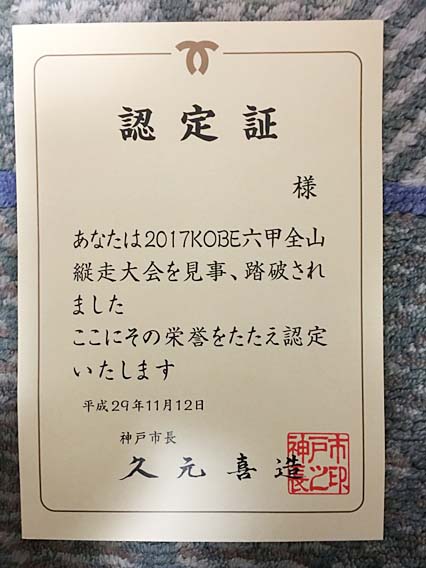 認定証
様
あなたは2017KOBE六甲全山
縦走大会を見事、踏破され
ました
ここにその栄誉をたたえ認定
いたします
平成29年11月12日
神戸市長
久元喜造
神戸市長之印